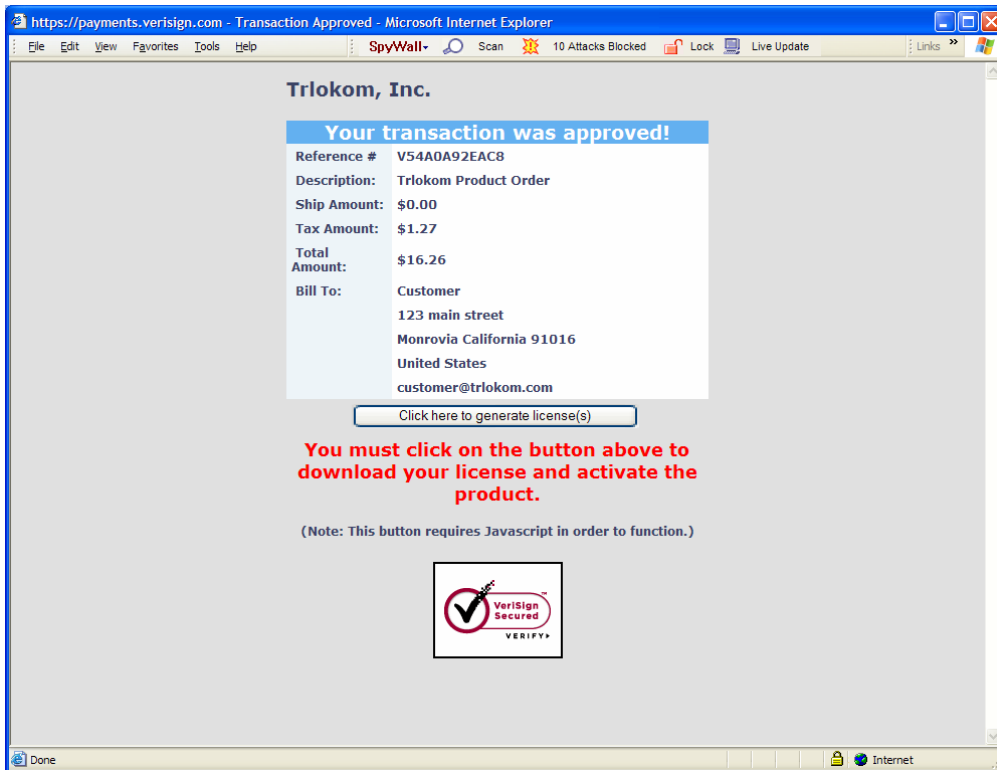 https://payments.verisign.com - Transaction Approved - Microsoft Internet Explorer
File Edit View Favorites Tools Help SpyWall Scan 10 Attacks Blocked Lock Live Update Links »
Trlokom, Inc.
Your transaction was approved!
Reference # V54A0A92EAC8
Description: Trlokom Product Order
Ship Amount: $0.00
Tax Amount: $1.27
Total
Amount: $16.26
Bill To: Customer
123 main street
Monrovia California 91016
United States
customer@trlokom.com
Click here to generate license(s)
You must click on the button above to
download your license and activate the
product.
(Note: This button requires Javascript in order to function.)
VeriSign™
Secured
VERIFY
Done Internet